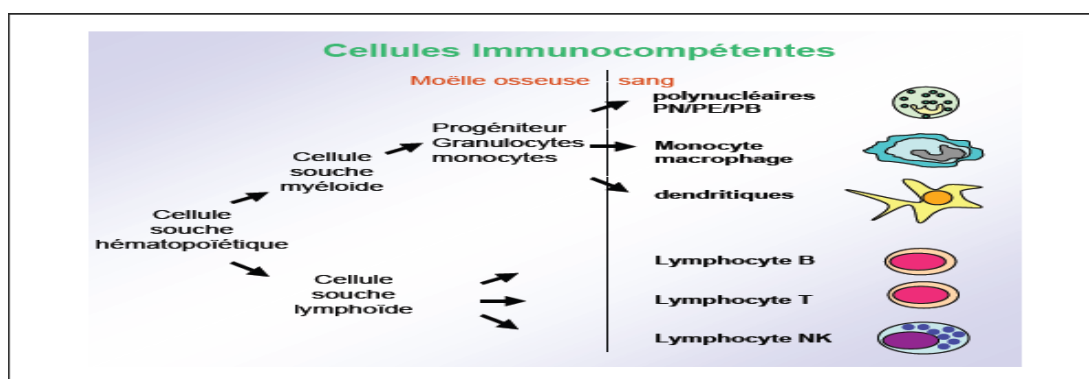 Cellules Immunocompétentes
Moëlle osseuse sang
polynucléaires
PN/PE/PB
Progéniteur
Granulocytes
monocytes
Monocyte
macrophage
Cellule
souche
myéloide
dendritiques
Cellule
souche
hématopoïétique
Lymphocyte B
Cellule
souche
lymphoïde
Lymphocyte T
Lymphocyte NK